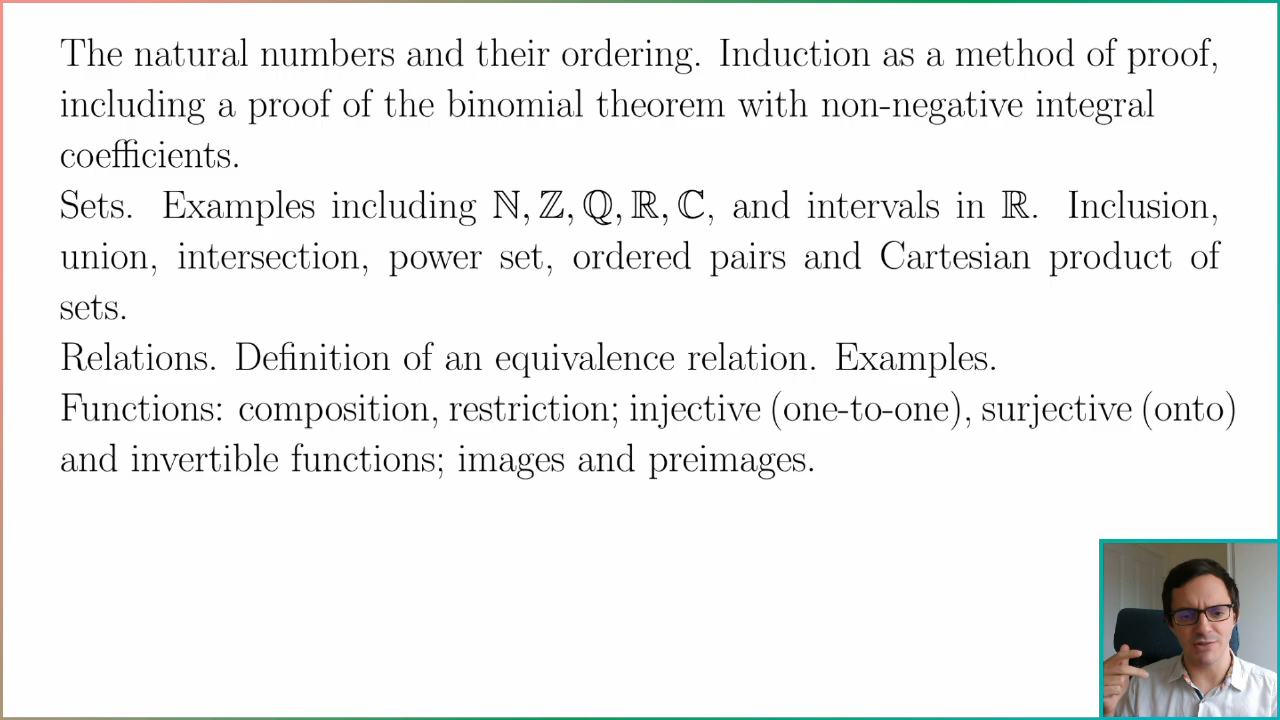 The natural numbers and their ordering. Induction as a method of proof,
including a proof of the binomial theorem with non-negative integral
coefficients.
Sets. Examples including ℕ, ℤ, ℚ, ℝ, ℂ, and intervals in ℝ. Inclusion,
union, intersection, power set, ordered pairs and Cartesian product of
sets.
Relations. Definition of an equivalence relation. Examples.
Functions: composition, restriction; injective (one-to-one), surjective (onto)
and invertible functions; images and preimages.